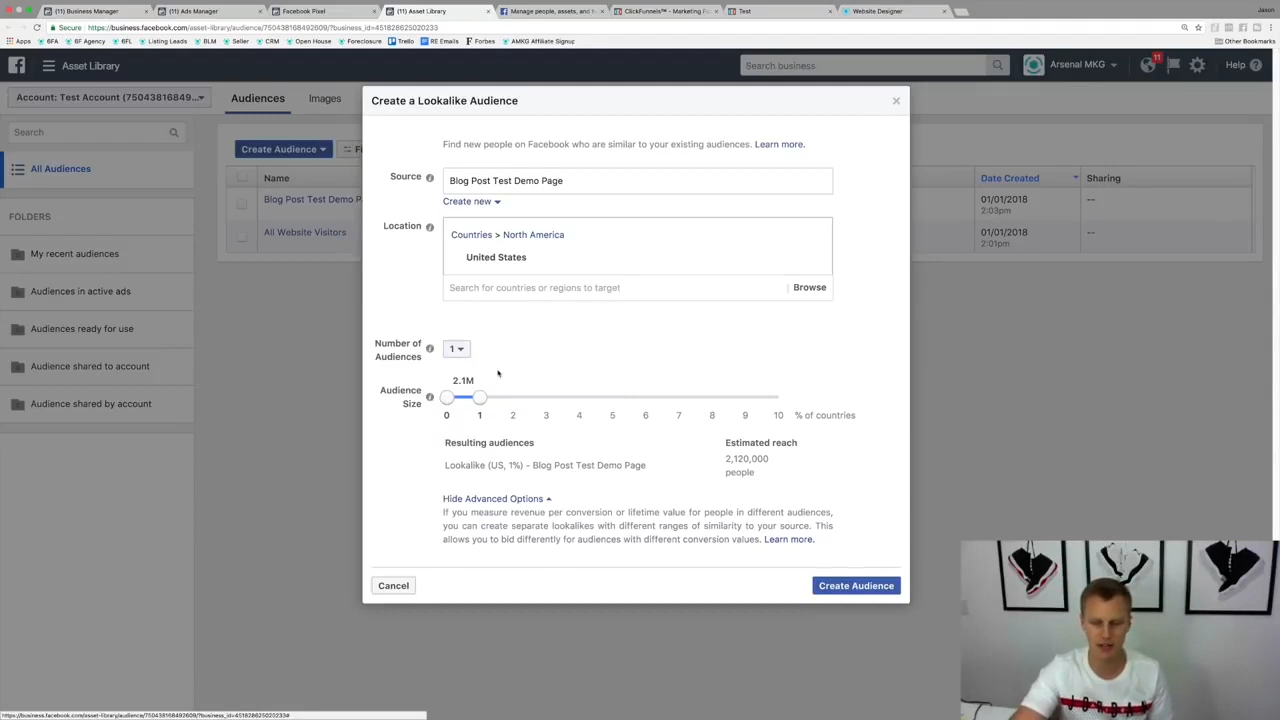 (11) Business Manager
(11) Ads Manager
Facebook Pixel
(11) Asset Library
Manage people, assets, and
ClickFunnels™ - Marketing Fu
Test
Website Designer
Jason
Secure
https://business.facebook.com/asset-library/750438168492609/?business_id=451828625020233
Apps
6FA
6F Agency
6FL
Listing Leads
BLM
Seller
CRM
Open House
Foreclosure
Trello
RE Emails
Forbes
AMKG Affiliate Signup
Other Bookmarks
Asset Library
Search business
Arsenal MKG
11
Help
Account: Test Account (75043816849...
Audiences
Images
Search
All Audiences
FOLDERS
My recent audiences
Audiences in active ads
Audiences ready for use
Audience shared to account
Audience shared by account
Create Audience
Name
Date Created
Sharing
Blog Post Test Demo P
01/01/2018
2:03pm
--
All Website Visitors
01/01/2018
2:01pm
--
Create a Lookalike Audience
Find new people on Facebook who are similar to your existing audiences. Learn more.
Source
Blog Post Test Demo Page
Create new
Location
Countries > North America
United States
Search for countries or regions to target
Browse
Number of
Audiences
1
2.1M
Audience
Size
0 1 2 3 4 5 6 7 8 9 10 % of countries
Resulting audiences
Estimated reach
Lookalike (US, 1%) - Blog Post Test Demo Page
2,120,000
people
Hide Advanced Options
If you measure revenue per conversion or lifetime value for people in different audiences,
you can create separate lookalikes with different ranges of similarity to your source. This
allows you to bid differently for audiences with different conversion values. Learn more.
Cancel
Create Audience
JORDAN
https://business.facebook.com/asset-library/audience/750438168492609/?business_id=451828625020233#